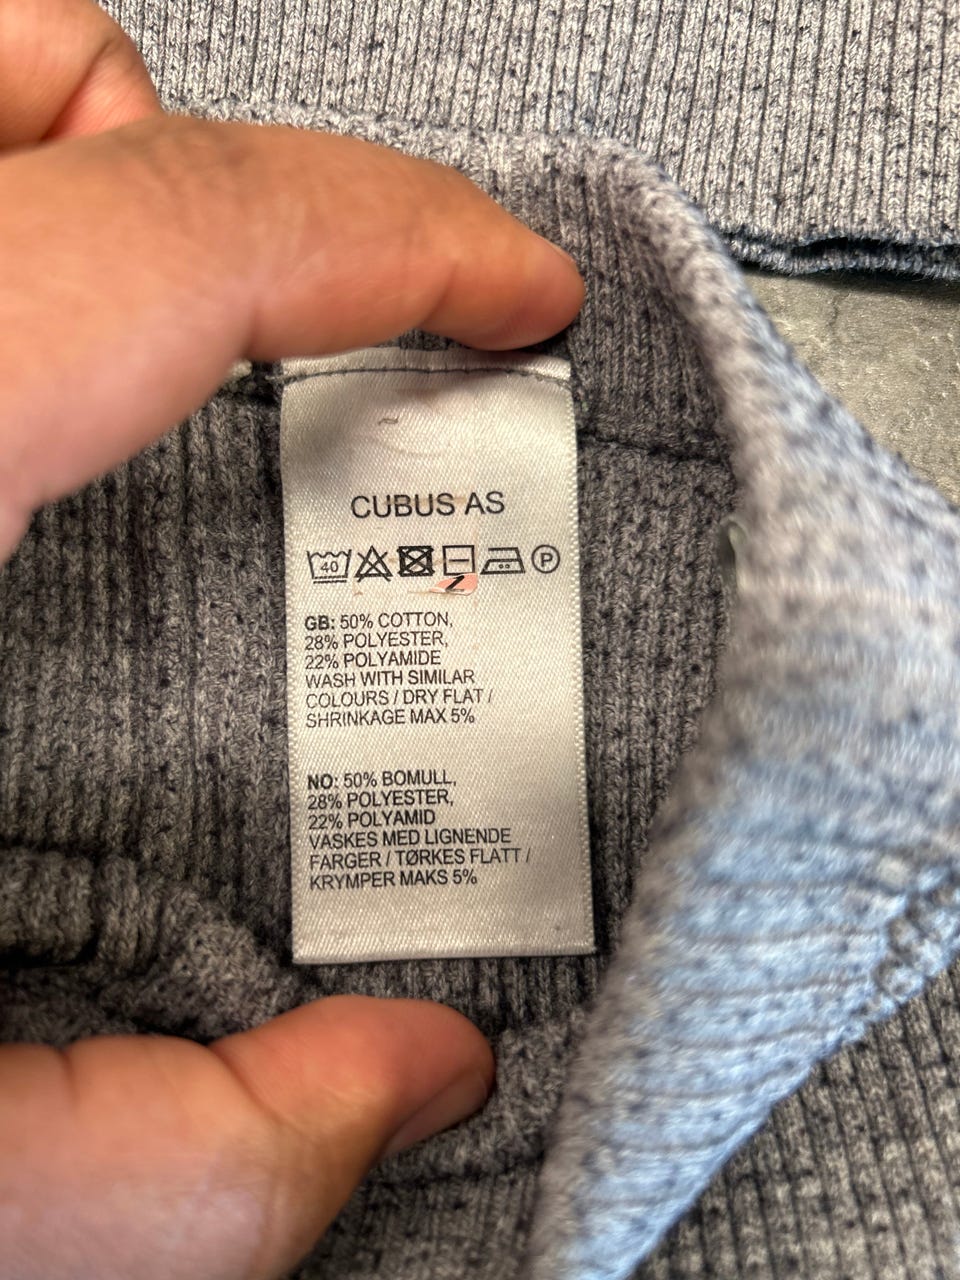 CUBUS AS
40 P
GB: 50% COTTON,
28% POLYESTER,
22% POLYAMIDE
WASH WITH SIMILAR
COLOURS / DRY FLAT /
SHRINKAGE MAX 5%
NO: 50% BOMULL,
28% POLYESTER,
22% POLYAMID
VASKES MED LIGNENDE
FARGER / TØRKES FLATT /
KRYMPER MAKS 5%